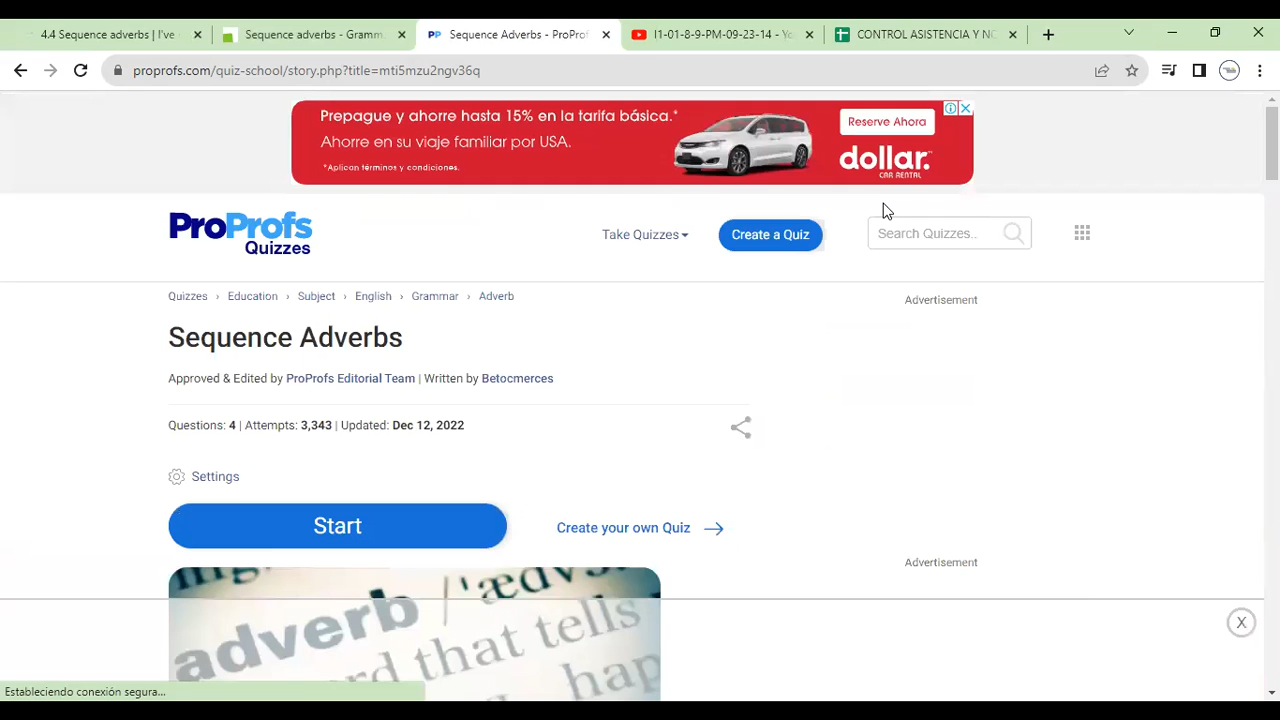 4.4 Sequence adverbs | I've
Sequence adverbs - Gramm
PP Sequence Adverbs - ProProf
I1-01-8-9-PM-09-23-14 - Yo
CONTROL ASISTENCIA Y NO
proprofs.com/quiz-school/story.php?title=mti5mzu2ngv36q
Prepague y ahorre hasta 15% en la tarifa básica.*
Ahorre en su viaje familiar por USA.
*Aplican términos y condiciones.
Reserve Ahora
dollar.
CAR RENTAL
ProProfs
Quizzes
Take Quizzes
Create a Quiz
Search Quizzes..
Quizzes › Education › Subject › English › Grammar › Adverb
Advertisement
Sequence Adverbs
Approved & Edited by ProProfs Editorial Team | Written by Betocmerces
Questions: 4 | Attempts: 3,343 | Updated: Dec 12, 2022
Settings
Start
Create your own Quiz
Advertisement
adverb /'ædv
that tells
X
Estableciendo conexión segura...